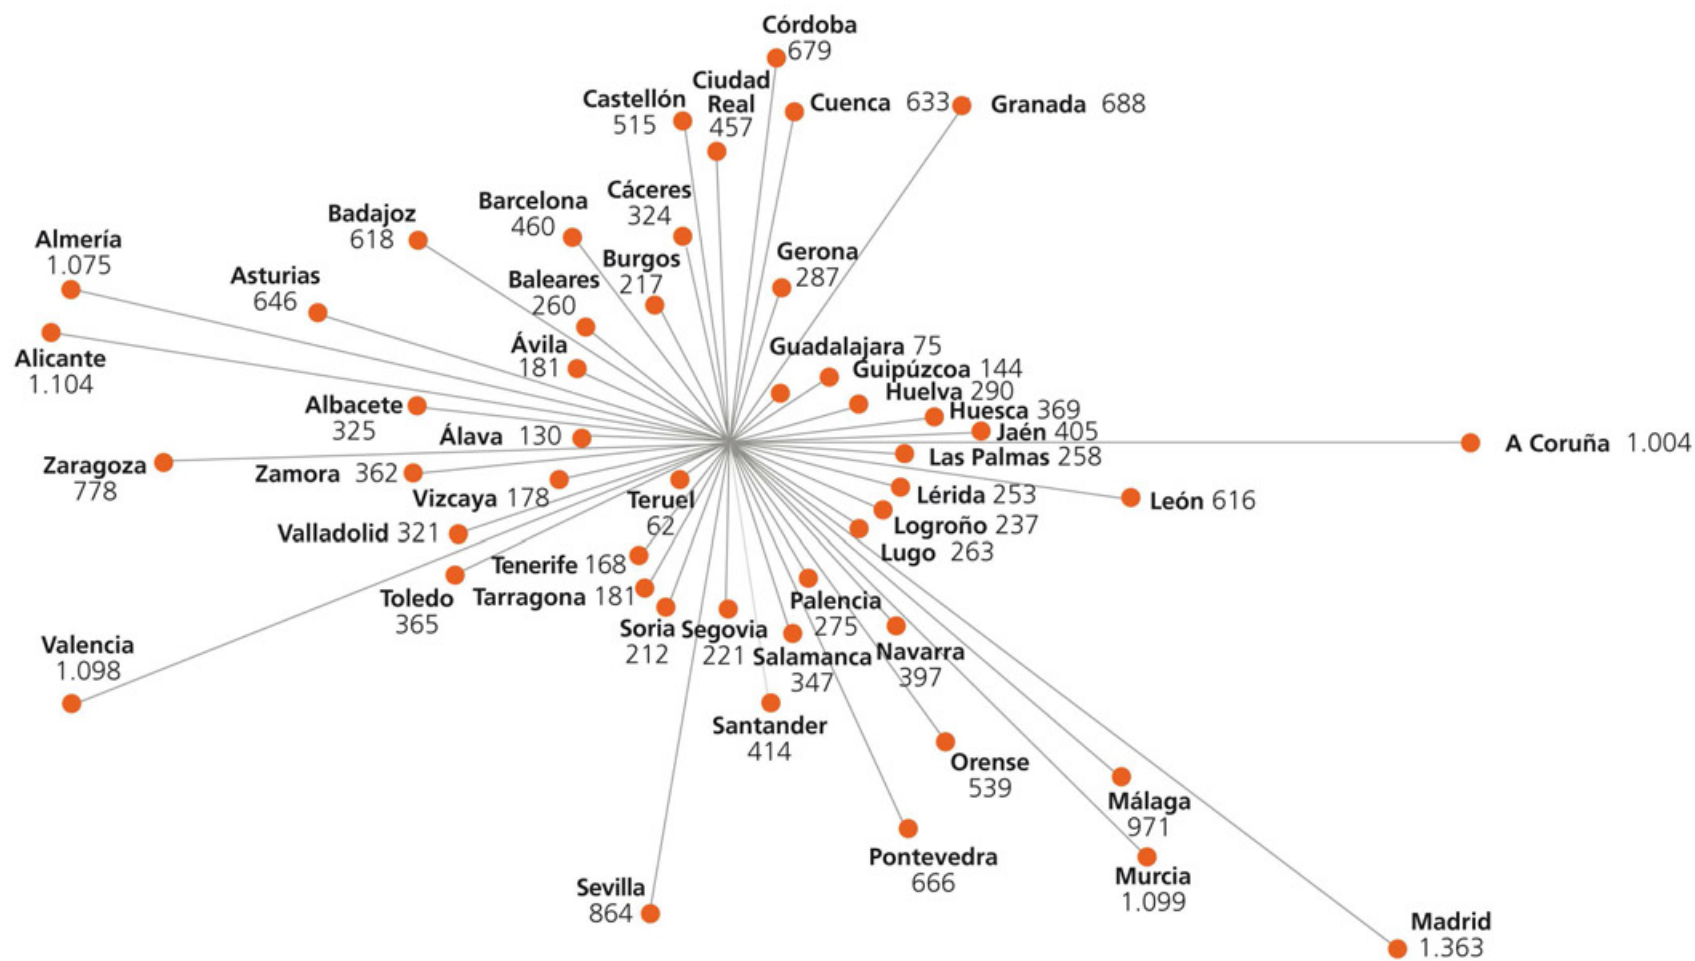 Córdoba
679
Ciudad
Real
457
Castellón
515
Cuenca 633
Granada 688
Cáceres
324
Barcelona
460
Badajoz
618
Almería
1.075
Gerona
287
Burgos
217
Baleares
260
Asturias
646
Alicante
1.104
Ávila
181
Guadalajara 75
Guipúzcoa 144
Huelva 290
Huesca 369
Jaén 405
Albacete
325
Álava 130
A Coruña 1.004
Las Palmas 258
Zaragoza
778
Zamora 362
Vizcaya 178
Teruel
62
Lérida 253
León 616
Logroño 237
Lugo 263
Valladolid 321
Tenerife 168
Tarragona 181
Toledo
365
Valencia
1.098
Soria
212
Segovia
221
Palencia
275
Salamanca
347
Navarra
397
Santander
414
Orense
539
Málaga
971
Pontevedra
666
Murcia
1.099
Sevilla
864
Madrid
1.363